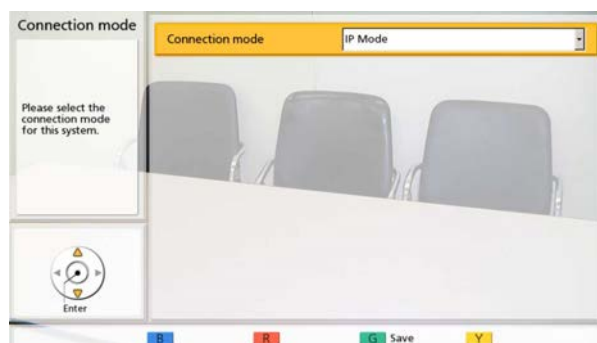 Connection mode
Connection mode IP Mode
Please select the
connection mode
for this system.
Enter
B R G Save Y